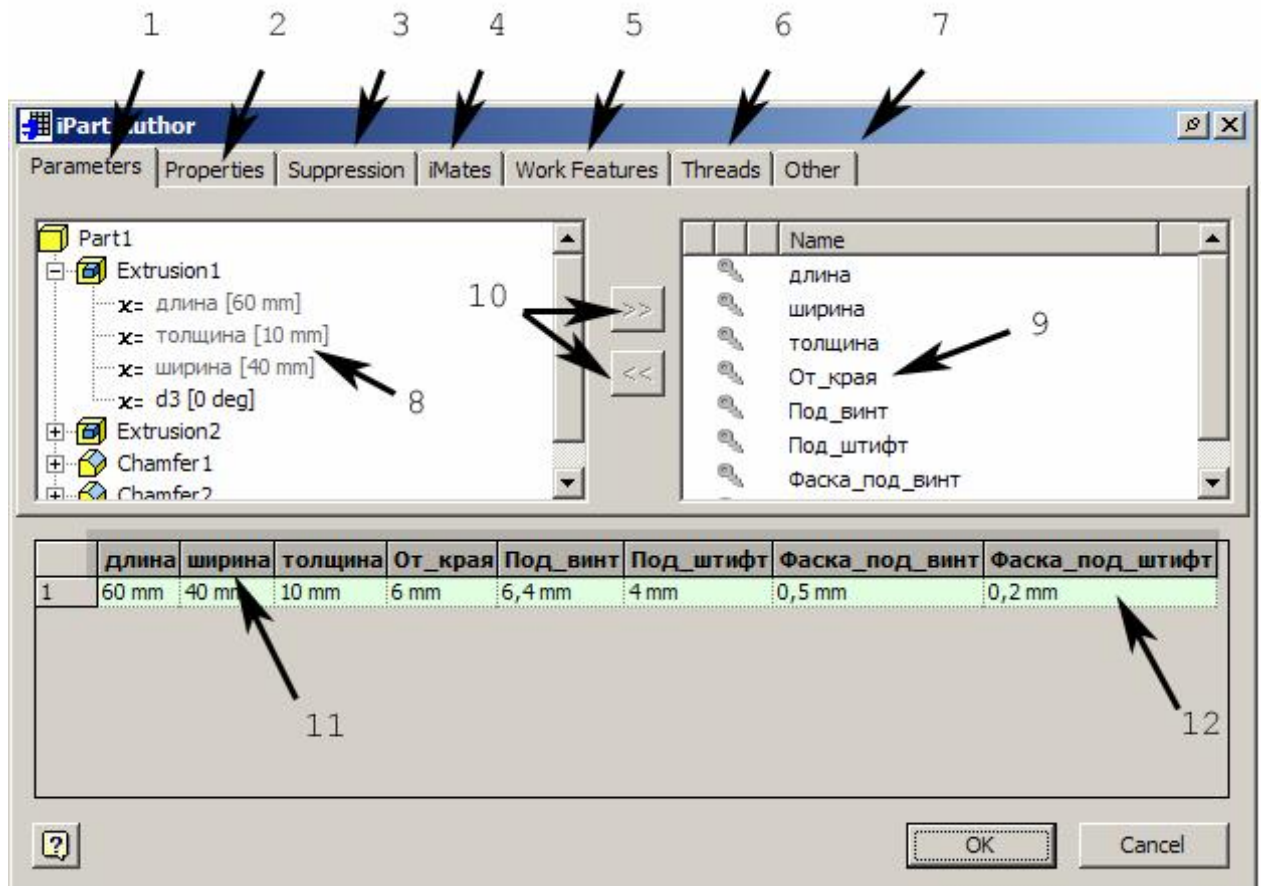 1 2 3 4 5 6 7
iPart Author
Parameters Properties Suppression iMates Work Features Threads Other
Part1
Extrusion1
x= длина [60 mm]
x= толщина [10 mm]
x= ширина [40 mm]
x= d3 [0 deg]
Extrusion2
Chamfer1
Chamfer2
8
10
>>
<<
Name
длина
ширина
толщина
От_края
Под_винт
Под_штифт
Фаска_под_винт
9
длина ширина толщина От_края Под_винт Под_штифт Фаска_под_винт Фаска_под_штифт
1 60 mm 40 mm 10 mm 6 mm 6,4 mm 4 mm 0,5 mm 0,2 mm
11
12
? OK Cancel